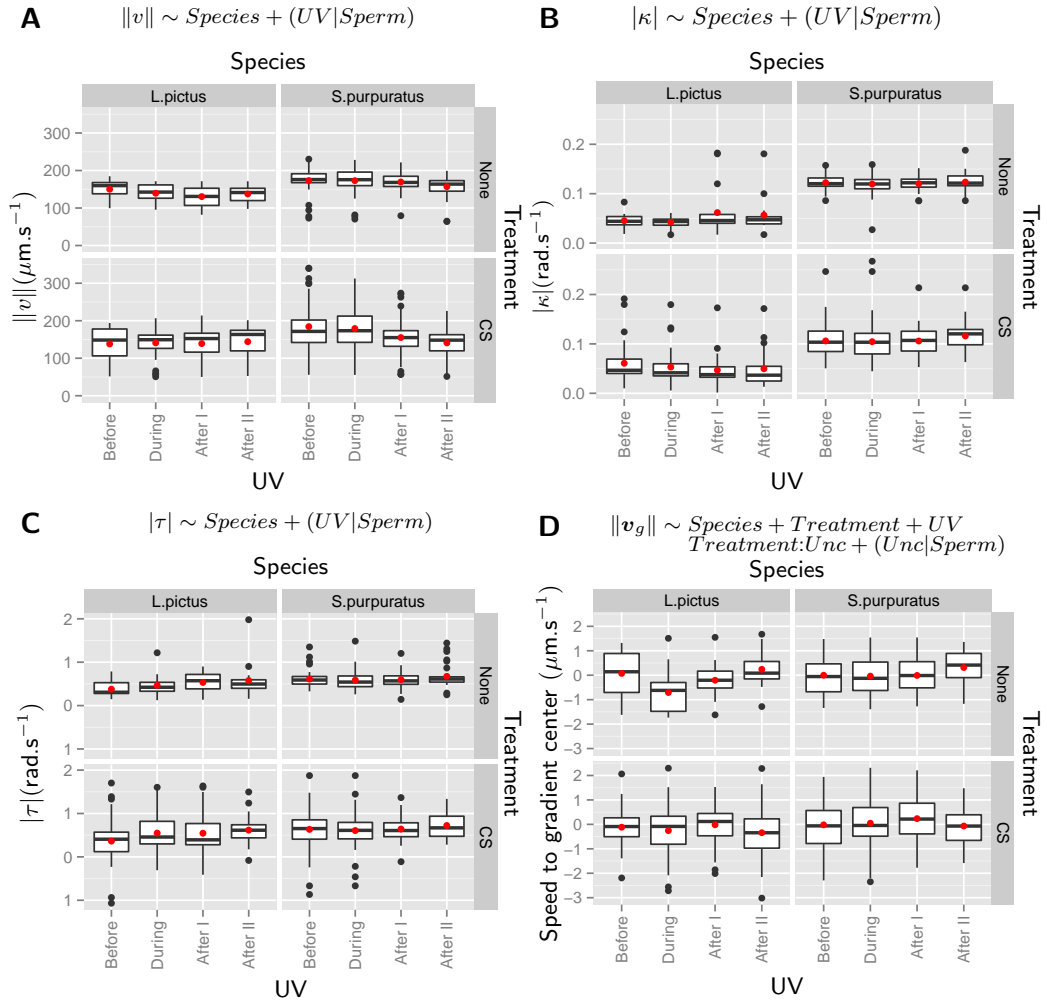 A
‖v‖ ∼ Species + (UV|Sperm)
Species
L.pictus
S.purpuratus
300
200
100
0
None
300
200
100
0
CS
‖v‖(μm.s⁻¹)
Treatment
Before
During
After I
After II
Before
During
After I
After II
UV
B
|κ| ∼ Species + (UV|Sperm)
Species
L.pictus
S.purpuratus
0.2
0.1
0.0
None
0.2
0.1
0.0
CS
|κ|(rad.s⁻¹)
Treatment
Before
During
After I
After II
Before
During
After I
After II
UV
C
|τ| ∼ Species + (UV|Sperm)
Species
L.pictus
S.purpuratus
2
1
0
1
None
2
1
0
1
CS
|τ|(rad.s⁻¹)
Treatment
Before
During
After I
After II
Before
During
After I
After II
UV
D
‖v_g‖ ∼ Species + Treatment + UV
Treatment:Unc + (Unc|Sperm)
Species
L.pictus
S.purpuratus
2
1
0
−1
−2
−3
None
2
1
0
−1
−2
−3
CS
Speed to gradient center (μm.s⁻¹)
Treatment
Before
During
After I
After II
Before
During
After I
After II
UV